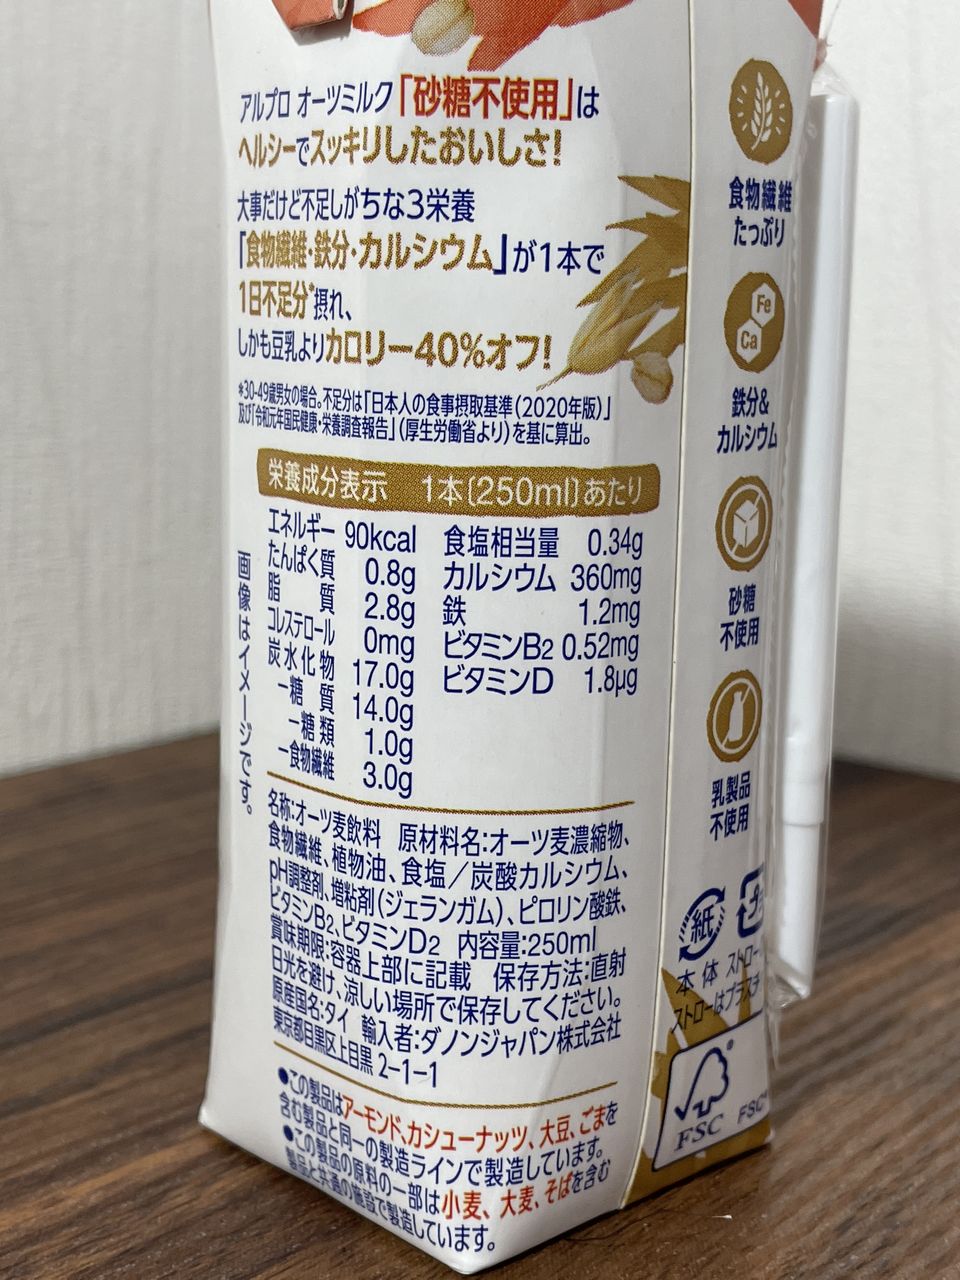 アルプロ オーツミルク「砂糖不使用」は
ヘルシーでスッキリしたおいしさ!
大事だけど不足しがちな3栄養
「食物繊維・鉄分・カルシウム」が1本で
1日不足分*摂れ、
しかも豆乳よりカロリー40%オフ!
*30-49歳男女の場合。不足分は「日本人の食事摂取基準(2020年版)」
及び「令和元年国民健康・栄養調査報告」(厚生労働省より)を基に算出。
栄養成分表示 1本(250ml)あたり
エネルギー 90kcal
たんぱく質 0.8g
脂質 2.8g
コレステロール 0mg
炭水化物 17.0g
ー糖質 14.0g
ー糖類 1.0g
ー食物繊維 3.0g
食塩相当量 0.34g
カルシウム 360mg
鉄 1.2mg
ビタミンB2 0.52mg
ビタミンD 1.8μg
画像はイメージです。
名称:オーツ麦飲料 原材料名:オーツ麦濃縮物、
食物繊維、植物油、食塩/炭酸カルシウム、
pH調整剤、増粘剤(ジェランガム)、ピロリン酸鉄、
ビタミンB2、ビタミンD2 内容量:250ml
賞味期限:容器上部に記載 保存方法:直射
日光を避け、涼しい場所で保存してください。
原産国名:タイ 輸入者:ダノンジャパン株式会社
東京都目黒区上目黒2-1-1
●この製品はアーモンド、カシューナッツ、大豆、ごまを
含む製品と同一の製造ラインで製造しています。
●この製品の原料の一部は小麦、大麦、そばを含む
製品と共通の施設で製造しています。
食物繊維
たっぷり
Fe
Ca
鉄分&
カルシウム
砂糖
不使用
乳製品
不使用
紙
プ
本体 ストロー
ストローはプラスチ
FSC
FSC®